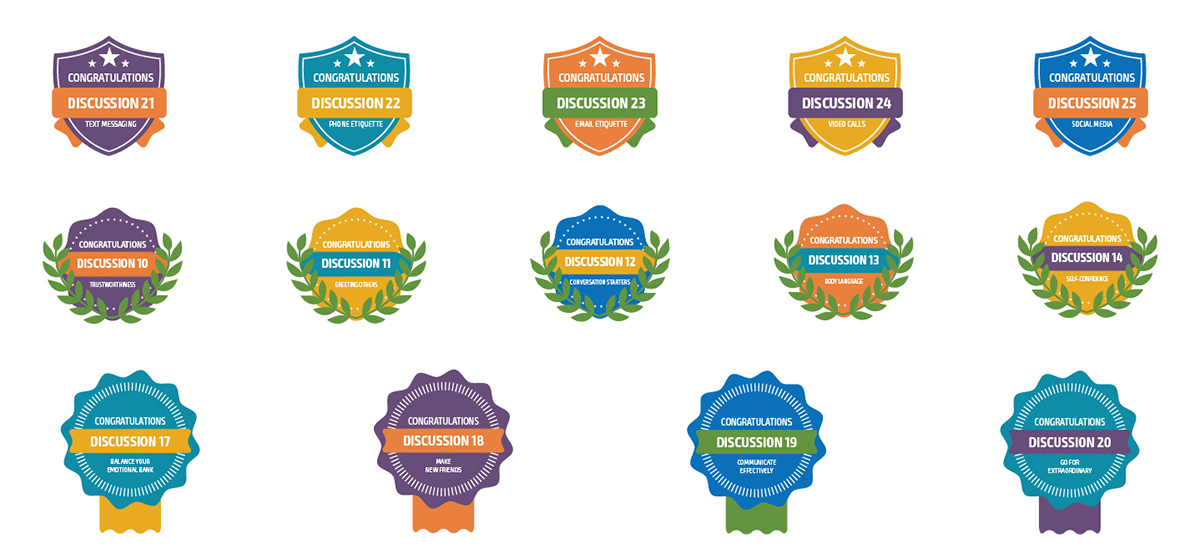 CONGRATULATIONS
DISCUSSION 21
TEXT MESSAGING
CONGRATULATIONS
DISCUSSION 22
PHONE ETIQUETTE
CONGRATULATIONS
DISCUSSION 23
EMAIL ETIQUETTE
CONGRATULATIONS
DISCUSSION 24
VIDEO CALLS
CONGRATULATIONS
DISCUSSION 25
SOCIAL MEDIA
CONGRATULATIONS
DISCUSSION 10
TRUSTWORTHINESS
CONGRATULATIONS
DISCUSSION 11
GREETING OTHERS
CONGRATULATIONS
DISCUSSION 12
CONVERSATION STARTERS
CONGRATULATIONS
DISCUSSION 13
BODY LANGUAGE
CONGRATULATIONS
DISCUSSION 14
SELF-CONFIDENCE
CONGRATULATIONS
DISCUSSION 17
BALANCE YOUR
EMOTIONAL BANK
CONGRATULATIONS
DISCUSSION 18
MAKE
NEW FRIENDS
CONGRATULATIONS
DISCUSSION 19
COMMUNICATE
EFFECTIVELY
CONGRATULATIONS
DISCUSSION 20
GO FOR
EXTRAORDINARY